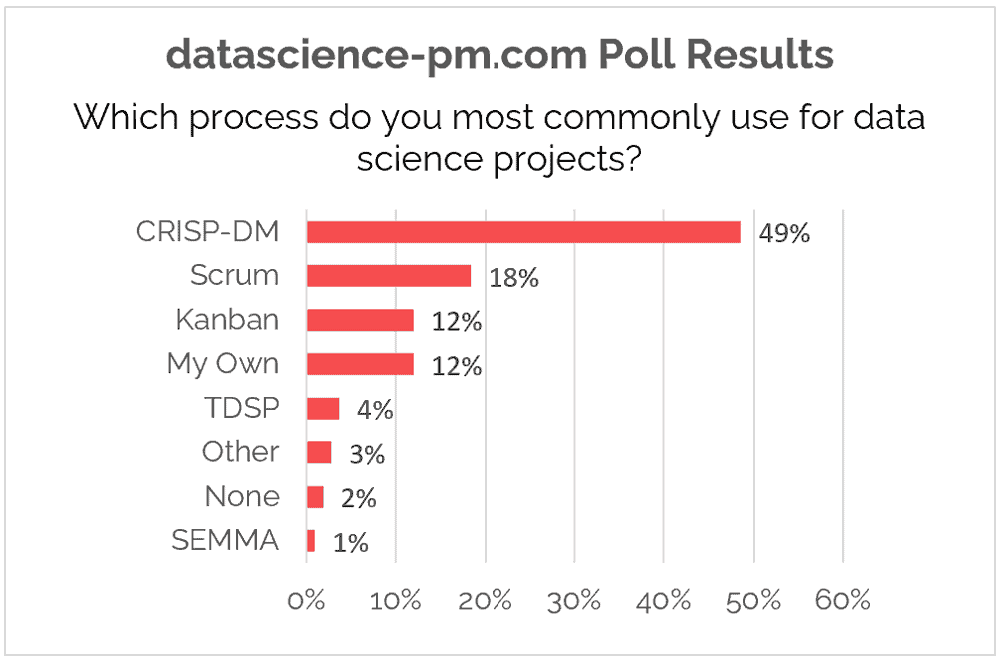 datascience-pm.com Poll Results
Which process do you most commonly use for data
science projects?
CRISP-DM 49%
Scrum 18%
Kanban 12%
My Own 12%
TDSP 4%
Other 3%
None 2%
SEMMA 1%
0% 10% 20% 30% 40% 50% 60%